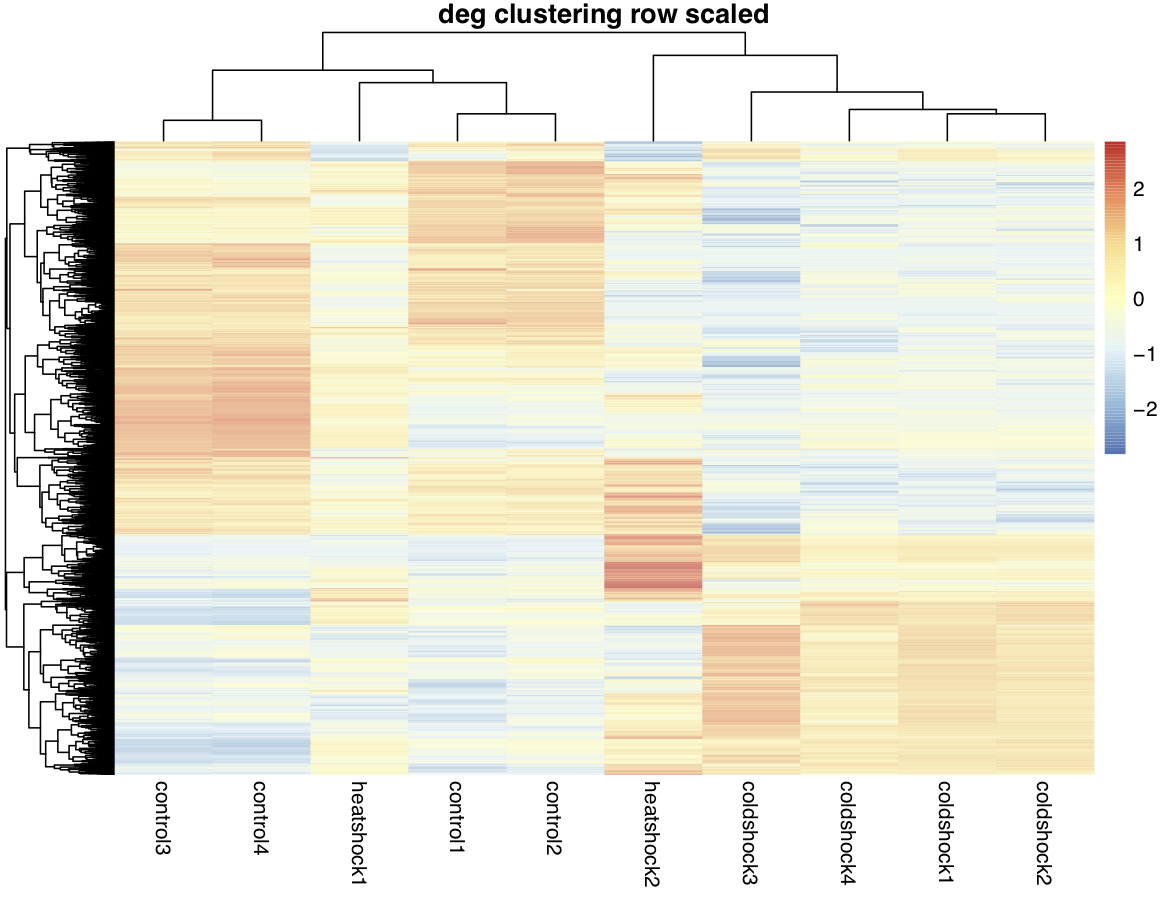 deg clustering row scaled
2
1
0
−1
−2
control3
control4
heatshock1
control1
control2
heatshock2
coldshock3
coldshock4
coldshock1
coldshock2